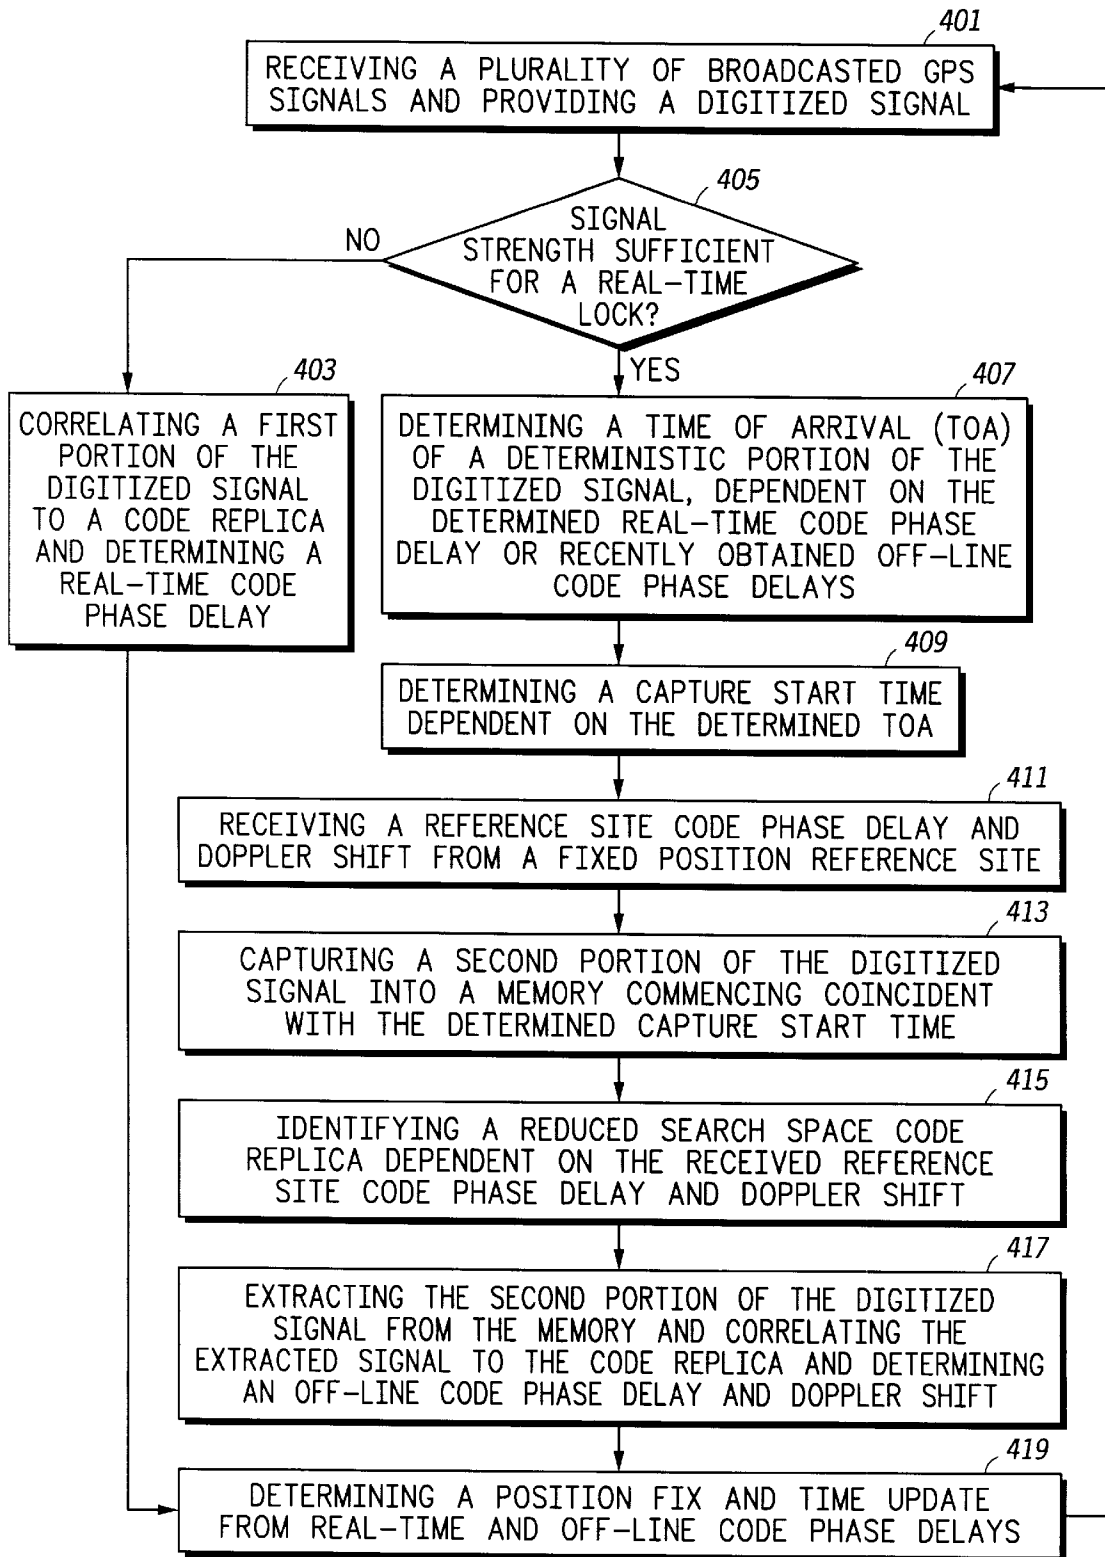 401
RECEIVING A PLURALITY OF BROADCASTED GPS
SIGNALS AND PROVIDING A DIGITIZED SIGNAL
405
SIGNAL
STRENGTH SUFFICIENT
FOR A REAL-TIME
LOCK?
NO
YES
403
CORRELATING A FIRST
PORTION OF THE
DIGITIZED SIGNAL
TO A CODE REPLICA
AND DETERMINING A
REAL-TIME CODE
PHASE DELAY
407
DETERMINING A TIME OF ARRIVAL (TOA)
OF A DETERMINISTIC PORTION OF THE
DIGITIZED SIGNAL, DEPENDENT ON THE
DETERMINED REAL-TIME CODE PHASE
DELAY OR RECENTLY OBTAINED OFF-LINE
CODE PHASE DELAYS
409
DETERMINING A CAPTURE START TIME
DEPENDENT ON THE DETERMINED TOA
411
RECEIVING A REFERENCE SITE CODE PHASE DELAY AND
DOPPLER SHIFT FROM A FIXED POSITION REFERENCE SITE
413
CAPTURING A SECOND PORTION OF THE DIGITIZED
SIGNAL INTO A MEMORY COMMENCING COINCIDENT
WITH THE DETERMINED CAPTURE START TIME
415
IDENTIFYING A REDUCED SEARCH SPACE CODE
REPLICA DEPENDENT ON THE RECEIVED REFERENCE
SITE CODE PHASE DELAY AND DOPPLER SHIFT
417
EXTRACTING THE SECOND PORTION OF THE DIGITIZED
SIGNAL FROM THE MEMORY AND CORRELATING THE
EXTRACTED SIGNAL TO THE CODE REPLICA AND DETERMINING
AN OFF-LINE CODE PHASE DELAY AND DOPPLER SHIFT
419
DETERMINING A POSITION FIX AND TIME UPDATE
FROM REAL-TIME AND OFF-LINE CODE PHASE DELAYS